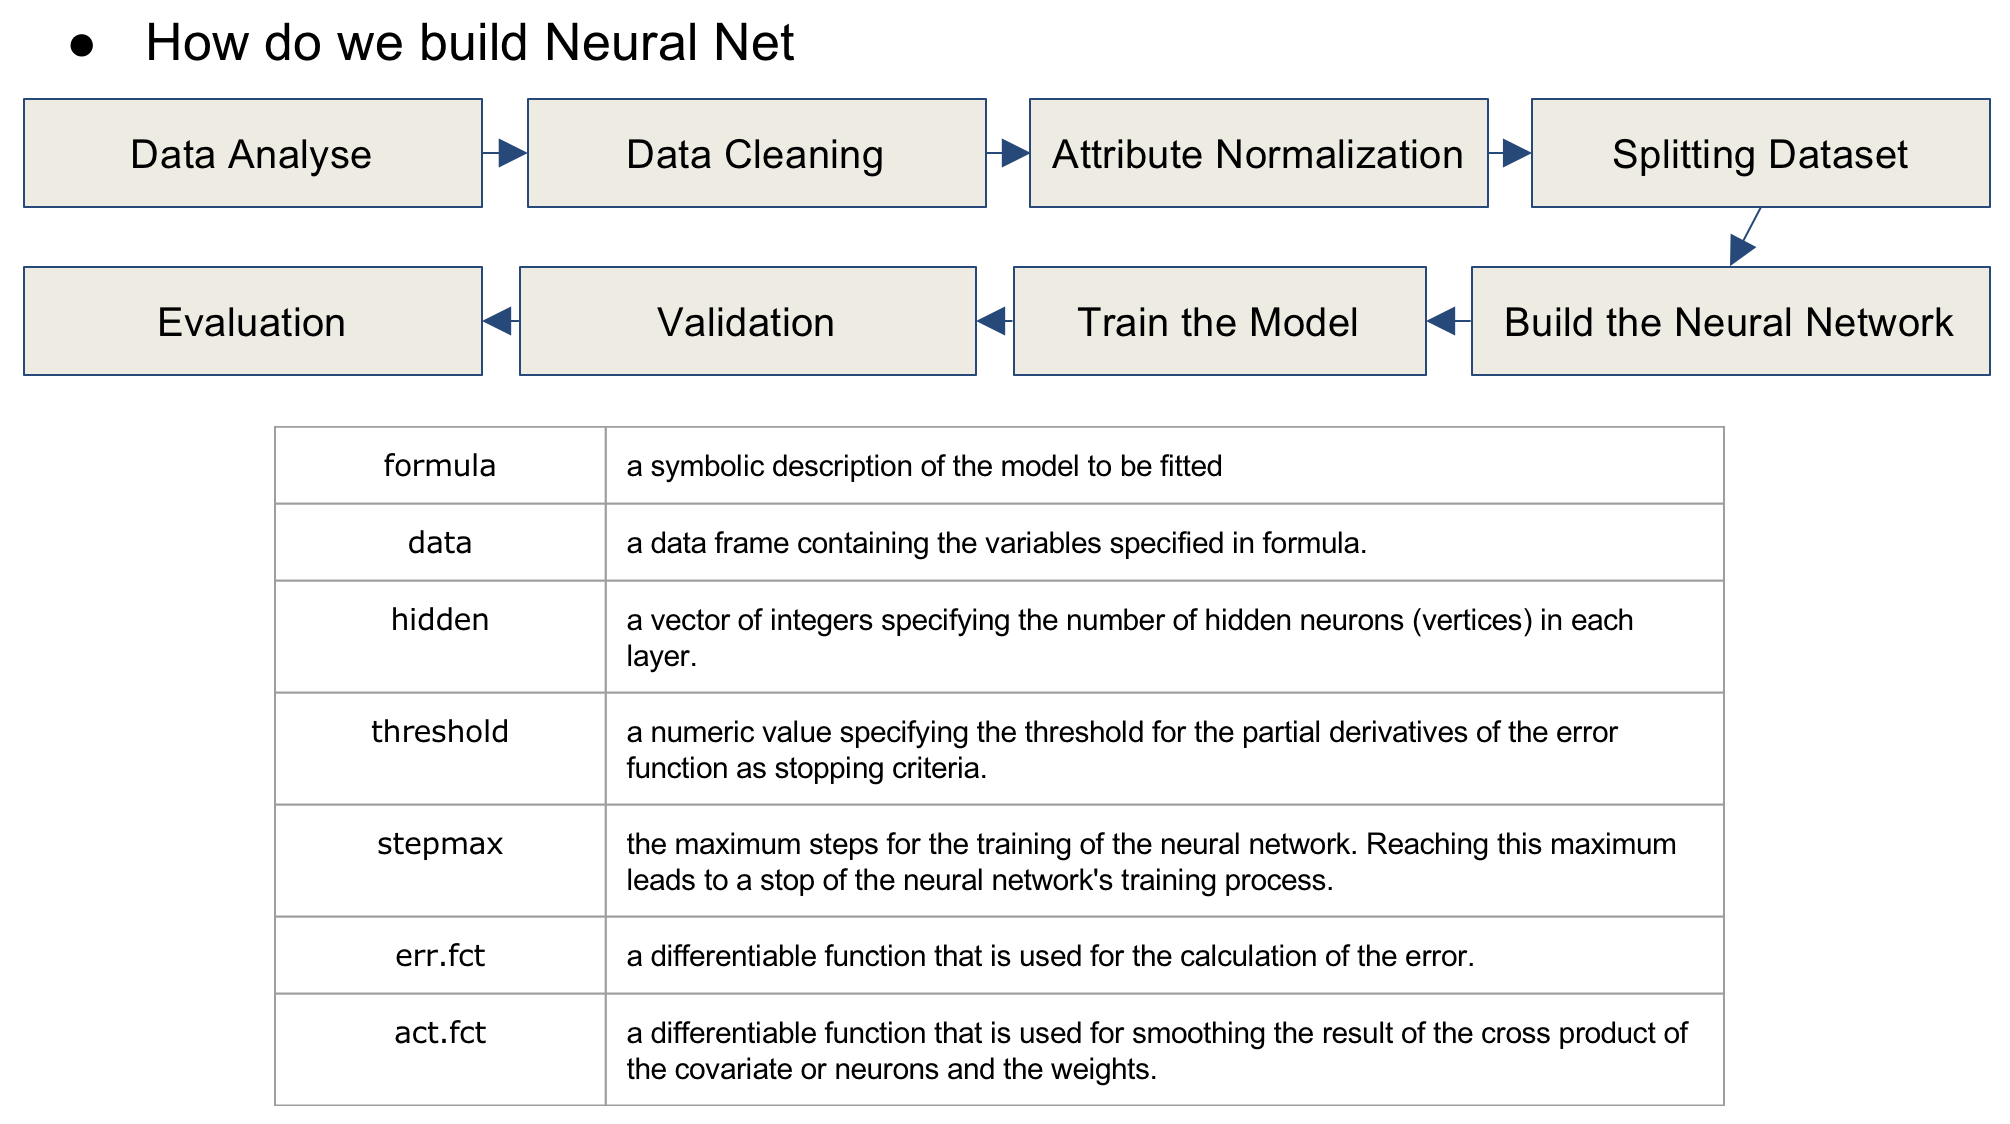 ● How do we build Neural Net
Data Analyse
Data Cleaning
Attribute Normalization
Splitting Dataset
Build the Neural Network
Train the Model
Validation
Evaluation
formula
a symbolic description of the model to be fitted
data
a data frame containing the variables specified in formula.
hidden
a vector of integers specifying the number of hidden neurons (vertices) in each
layer.
threshold
a numeric value specifying the threshold for the partial derivatives of the error
function as stopping criteria.
stepmax
the maximum steps for the training of the neural network. Reaching this maximum
leads to a stop of the neural network's training process.
err.fct
a differentiable function that is used for the calculation of the error.
act.fct
a differentiable function that is used for smoothing the result of the cross product of
the covariate or neurons and the weights.